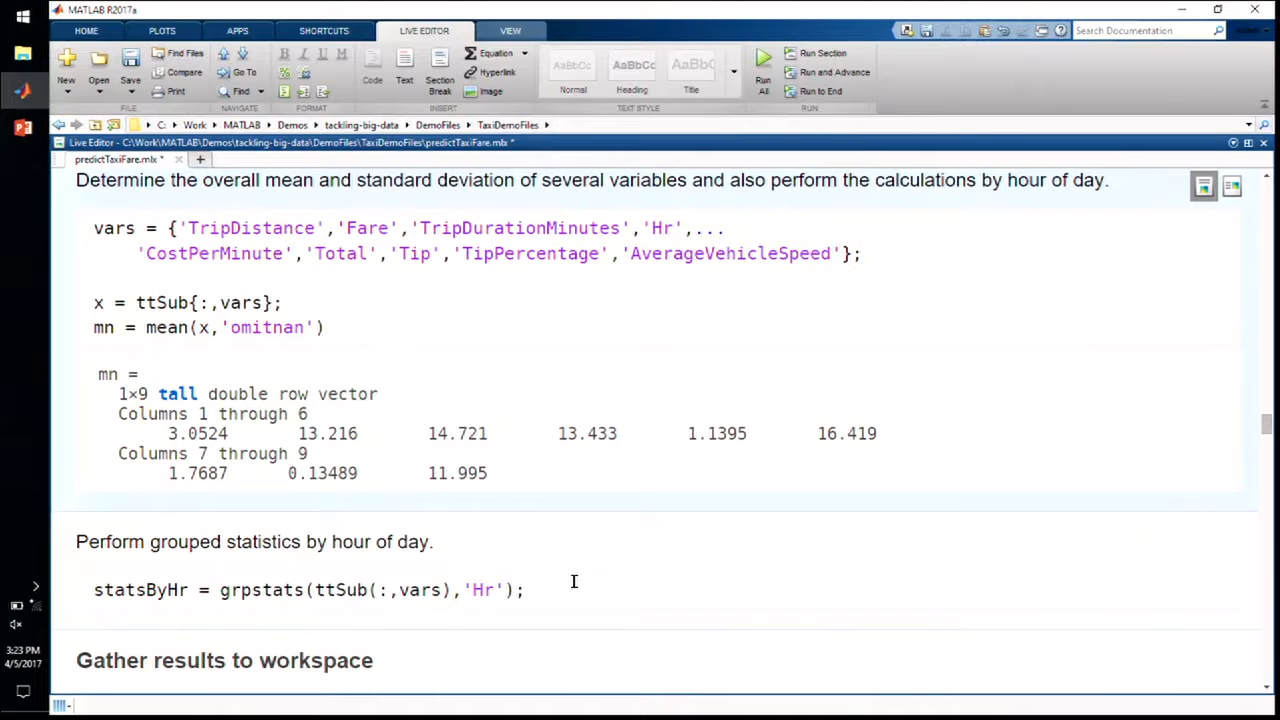 MATLAB R2017a
HOME PLOTS APPS SHORTCUTS LIVE EDITOR VIEW Search Documentation
New Open Save Find Files Compare Print Go To Find B I U M Code Text Section Break Equation Hyperlink Image AaBbCc Normal AaBbCc Heading AaBbC Title Run All Run Section Run and Advance Run to End
FILE NAVIGATE FORMAT INSERT TEXT STYLE RUN
C: Work MATLAB Demos tackling-big-data DemoFiles TaxiDemoFiles
Live Editor - C:\Work\MATLAB\Demos\tackling-big-data\DemoFiles\TaxiDemoFiles\predictTaxiFare.mlx *
predictTaxiFare.mlx *
Determine the overall mean and standard deviation of several variables and also perform the calculations by hour of day.
vars = {'TripDistance','Fare','TripDurationMinutes','Hr',...
'CostPerMinute','Total','Tip','TipPercentage','AverageVehicleSpeed'};
x = ttSub{:,vars};
mn = mean(x,'omitnan')
mn =
1×9 tall double row vector
Columns 1 through 6
3.0524 13.216 14.721 13.433 1.1395 16.419
Columns 7 through 9
1.7687 0.13489 11.995
Perform grouped statistics by hour of day.
statsByHr = grpstats(ttSub(:,vars),'Hr');
Gather results to workspace
3:23 PM
4/5/2017